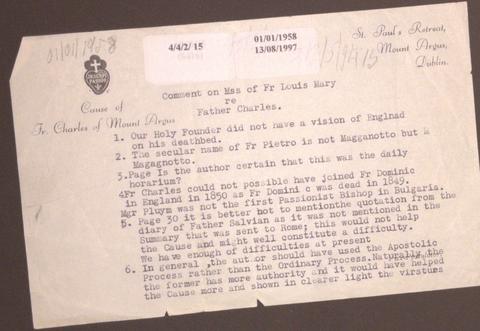 01/01/1958
4/4/2/ 15
01/01/1958
13/08/1997
St. Paul's Retreat,
Mount Argus,
Dublin.
Cause of
Fr. Charles of Mount Argus
Comment on Mss of Fr Louis Mary
re
Father Charles.
1. Our Holy Founder did not have a vision of Englnad
on his deathbed.
2. The secular name of Fr Pietro is not Magganotto but
Magagnotto.
3.Page Is the author certain that this was the daily
horarium?
4Fr Charles could not possible have joined Fr Dominic
in England in 1850 as Fr Domini c was dead in 1849.
Mgr Pluym was not the first Passionist Bishop in Bulgaria.
5. Page 30 it is better not to mentionthe quotation from the
diary of Father Salvian as it was not mentioned in the
Summary that was sent to Rome; this would not help
the Cause and might well constitute a difficulty.
We have enough of difficulties at present
6. In general ,the aut.or should have used the Apostolic
Process rather than the Ordinary Process.Naturally the
the former has more authority and it would have helped
the Cause more and shown in clearer light the virstues